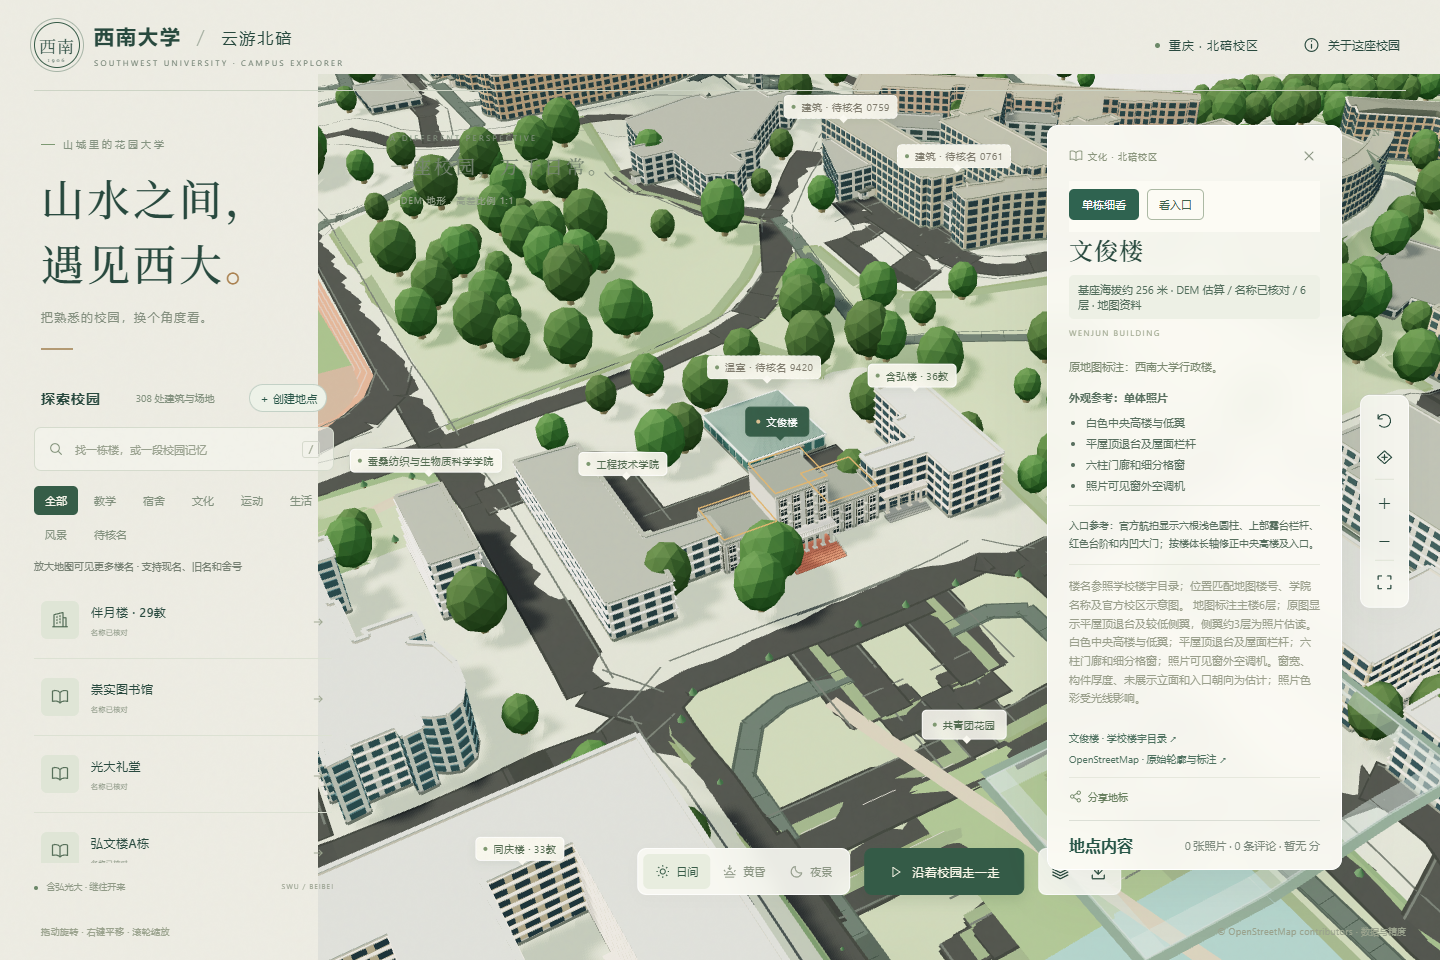 西南
1906
西南大学 / 云游北碚
SOUTHWEST UNIVERSITY · CAMPUS EXPLORER
重庆 · 北碚校区
关于这座校园
山城里的花园大学
山水之间，
遇见西大。
把熟悉的校园，换个角度看。
探索校园
308 处建筑与场地
+ 创建地点
找一栋楼，或一段校园记忆
/
全部
教学
宿舍
文化
运动
生活
风景
待核名
放大地图可见更多楼名 · 支持现名、旧名和舍号
伴月楼 · 29教
名称已核对
崇实图书馆
名称已核对
光大礼堂
名称已核对
弘文楼A栋
含弘光大 · 继往开来
SWU / BEIBEI
拖动旋转 · 右键平移 · 滚轮缩放
建筑 · 待核名 0759
建筑 · 待核名 0761
温室 · 待核名 9420
含弘楼 · 36教
文俊楼
蚕桑纺织与生物质科学学院
工程技术学院
共青团花园
同庆楼 · 33教
日间
黄昏
夜景
沿着校园走一走
文化 · 北碚校区
单栋细看
看入口
文俊楼
基座海拔约 256 米 · DEM 估算 / 名称已核对 / 6
层 · 地图资料
WENJUN BUILDING
原地图标注：西南大学行政楼。
外观参考：单体照片
白色中央高楼与低翼
平屋顶退台及屋面栏杆
六柱门廊和细分格窗
照片可见窗外空调机
入口参考：官方航拍显示六根浅色圆柱、上部露台栏杆、
红色台阶和内凹大门；按楼体长轴修正中央高楼及入口。
楼名参照学校楼宇目录；位置匹配地图楼号、学院
名称及官方校区示意图。 地图标注主楼6层；原图显
示平屋顶退台及较低侧翼，侧翼约3层为照片估读。
白色中央高楼与低翼；平屋顶退台及屋面栏杆；六
柱门廊和细分格窗；照片可见窗外空调机。窗宽、
构件厚度、未展示立面和入口朝向为估计；照片色
彩受光线影响。
文俊楼 · 学校楼宇目录 ↗
OpenStreetMap · 原始轮廓与标注 ↗
分享地标
地点内容
0 张照片 · 0 条评论 · 暂无分
© OpenStreetMap contributors · 数据与精度